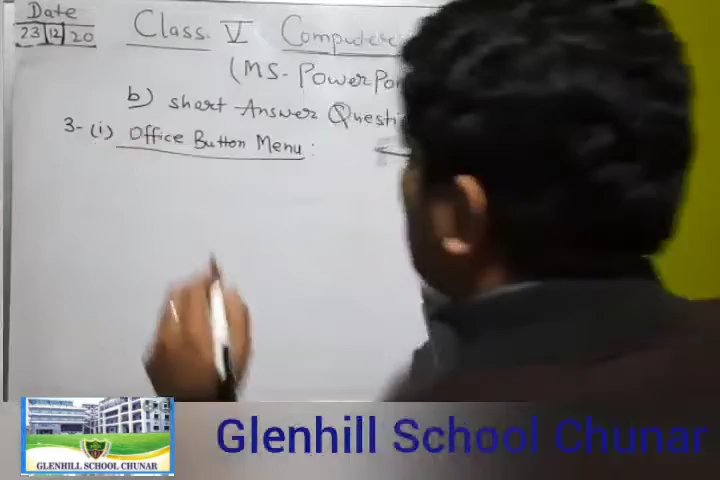 Date
23 12 20
Class. V Computer
(MS- PowerPo
b) short Answer Questi
3- (i) Office Button Menu :
GLENHILL SCHOOL CHUNAR
Glenhill School Chunar